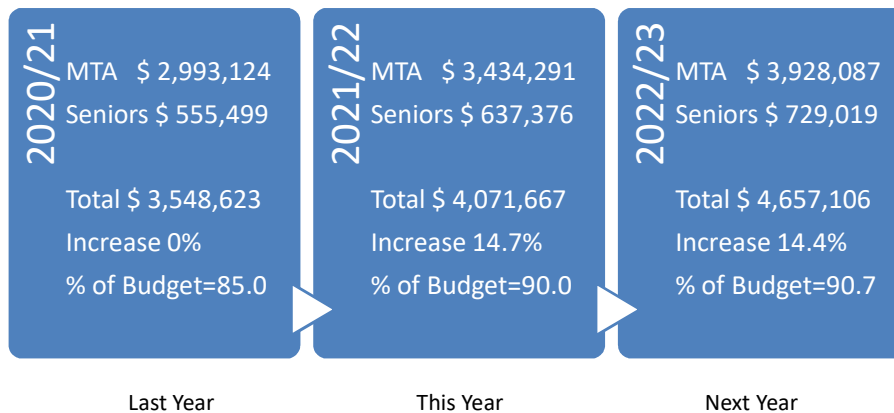 2020/21
MTA $ 2,993,124
Seniors $ 555,499
Total $ 3,548,623
Increase 0%
% of Budget=85.0
2021/22
MTA $ 3,434,291
Seniors $ 637,376
Total $ 4,071,667
Increase 14.7%
% of Budget=90.0
2022/23
MTA $ 3,928,087
Seniors $ 729,019
Total $ 4,657,106
Increase 14.4%
% of Budget=90.7
Last Year
This Year
Next Year